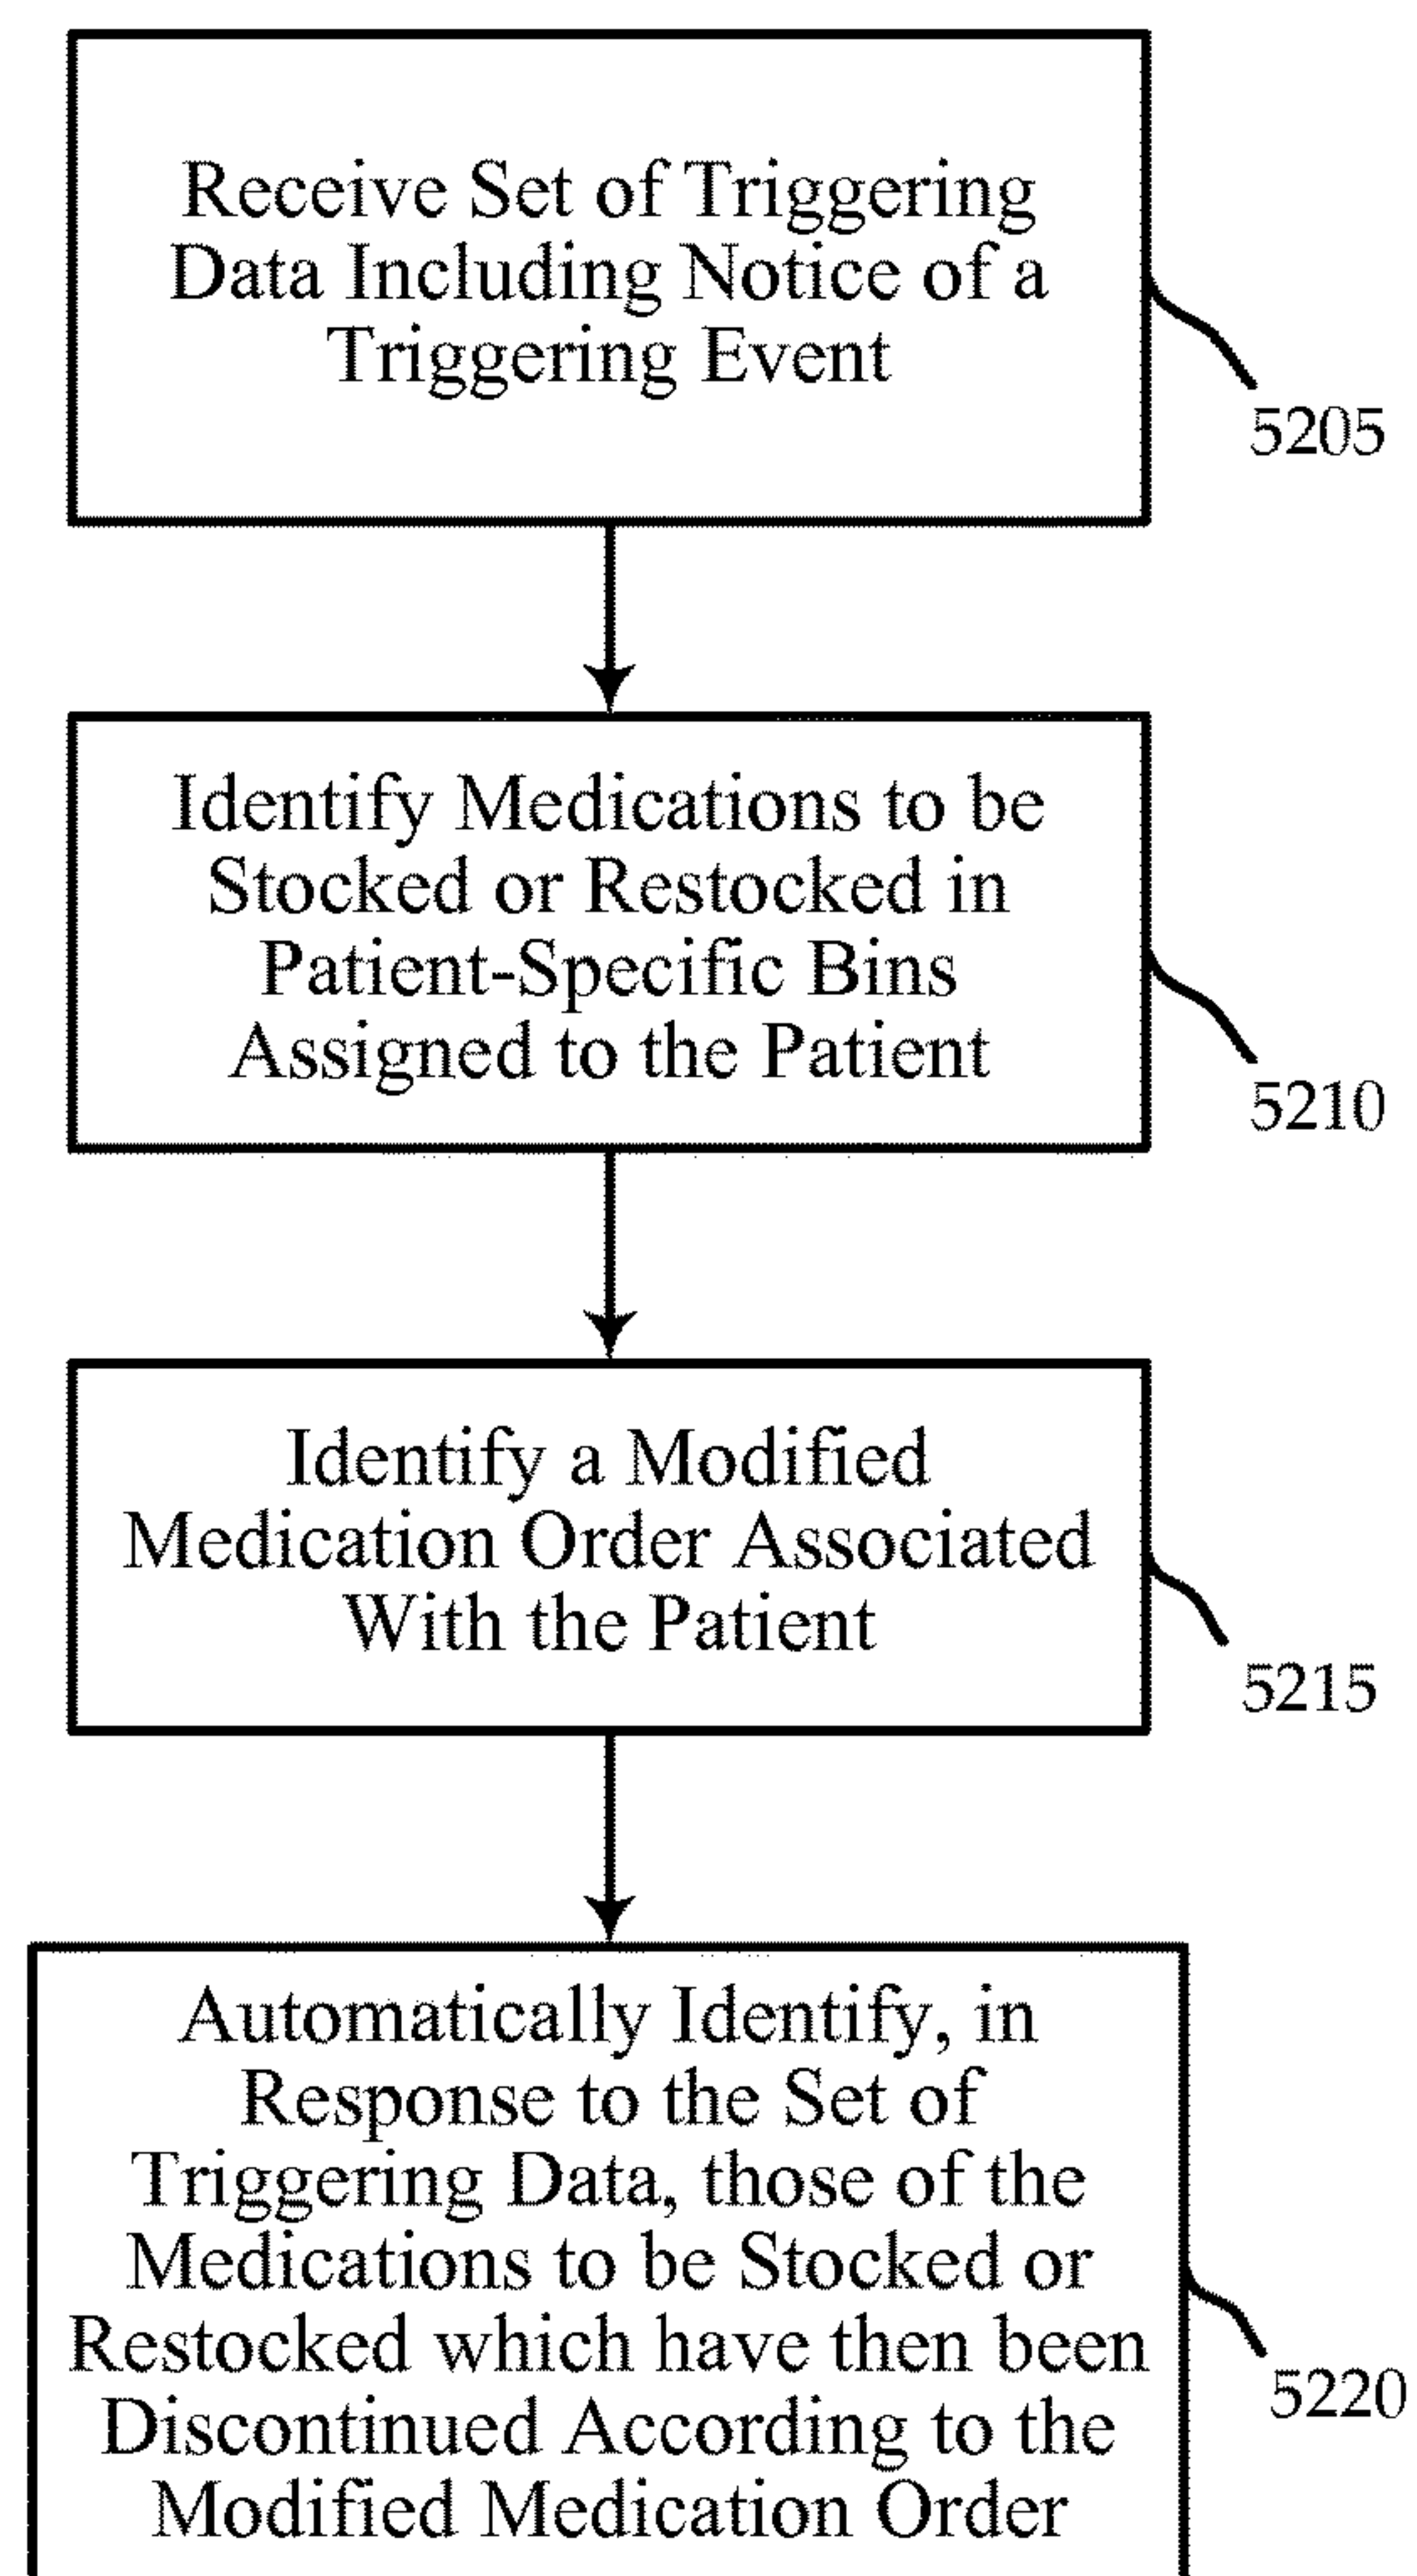 Receive Set of Triggering
Data Including Notice of a
Triggering Event
5205
Identify Medications to be
Stocked or Restocked in
Patient-Specific Bins
Assigned to the Patient
5210
Identify a Modified
Medication Order Associated
With the Patient
5215
Automatically Identify, in
Response to the Set of
Triggering Data, those of the
Medications to be Stocked or
Restocked which have then been
Discontinued According to the
Modified Medication Order
5220